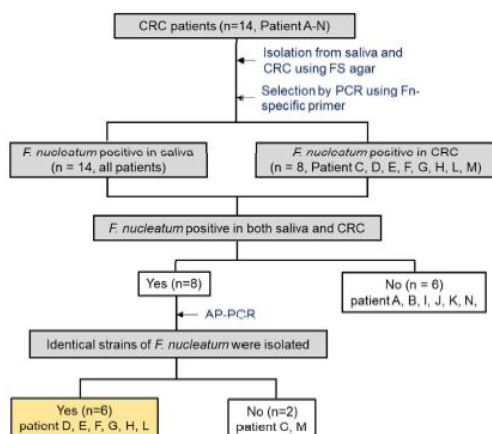 CRC patients (n=14, Patient A-N)
Isolation from saliva and
CRC using FS agar
Selection by PCR using Fn-
specific primer
F. nucleatum positive in saliva
(n = 14, all patients)
F. nucleatum positive in CRC
(n = 8, Patient C, D, E, F, G, H, L, M)
F. nucleatum positive in both saliva and CRC
Yes (n=8)
No (n = 6)
patient A, B, I, J, K, N,
AP-PCR
Identical strains of F. nucleatum were isolated
Yes (n=6)
patient D, E, F, G, H, L
No (n=2)
patient C, M